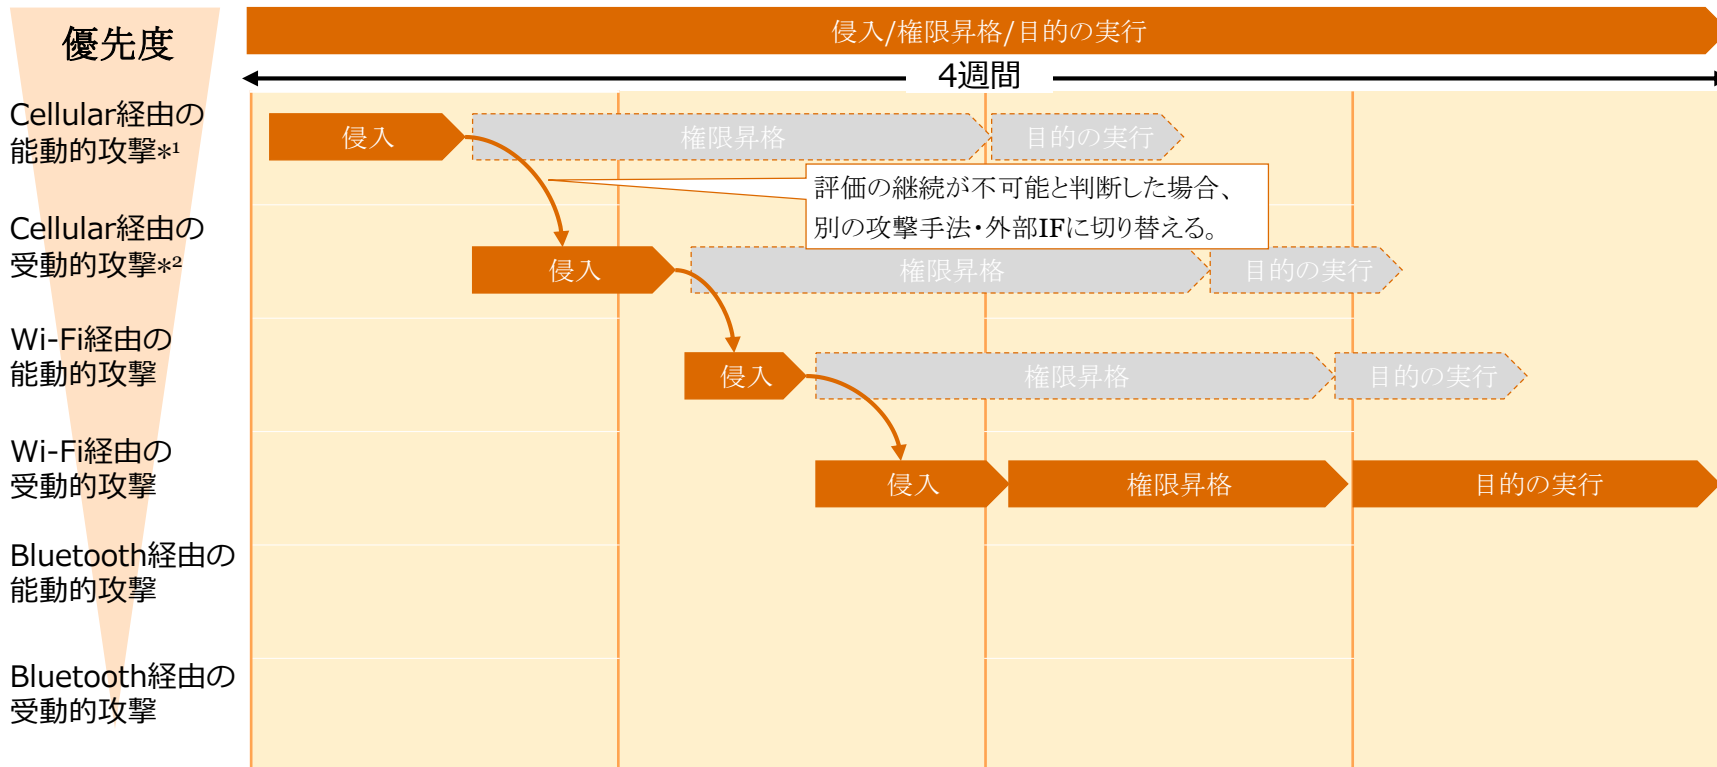 優先度
侵入/権限昇格/目的の実行
4週間
Cellular経由の
能動的攻撃*1
侵入
権限昇格
目的の実行
評価の継続が不可能と判断した場合、
別の攻撃手法・外部IFに切り替える。
Cellular経由の
受動的攻撃*2
侵入
権限昇格
目的の実行
Wi-Fi経由の
能動的攻撃
侵入
権限昇格
目的の実行
Wi-Fi経由の
受動的攻撃
侵入
権限昇格
目的の実行
Bluetooth経由の
能動的攻撃
Bluetooth経由の
受動的攻撃